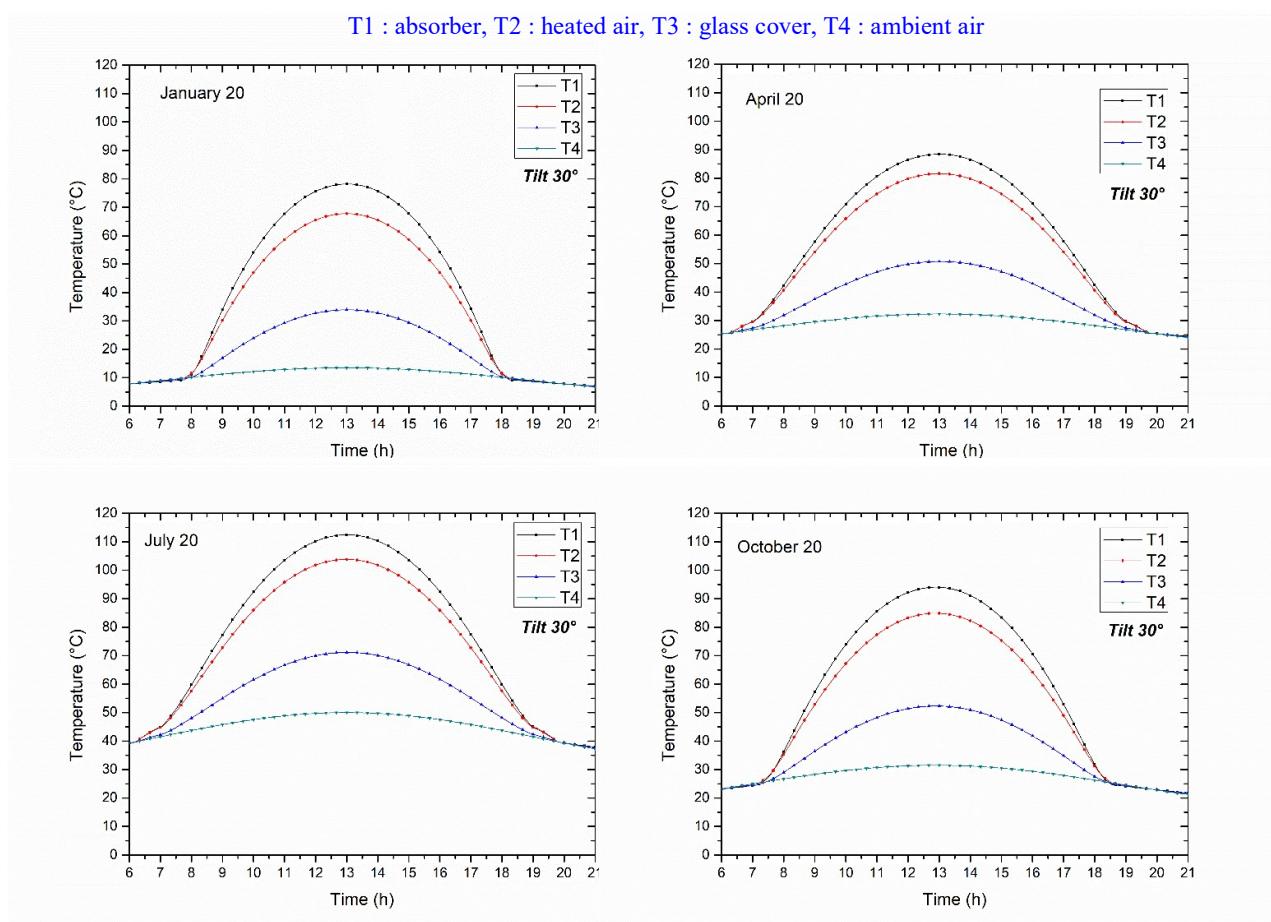 T1 : absorber, T2 : heated air, T3 : glass cover, T4 : ambient air
January 20
T1
T2
T3
T4
Tilt 30°
Temperature (°C)
120
110
100
90
80
70
60
50
40
30
20
10
0
6 7 8 9 10 11 12 13 14 15 16 17 18 19 20 21
Time (h)
April 20
T1
T2
T3
T4
Tilt 30°
Temperature (°C)
120
110
100
90
80
70
60
50
40
30
20
10
0
6 7 8 9 10 11 12 13 14 15 16 17 18 19 20 21
Time (h)
July 20
T1
T2
T3
T4
Tilt 30°
Temperature (°C)
120
110
100
90
80
70
60
50
40
30
20
10
0
6 7 8 9 10 11 12 13 14 15 16 17 18 19 20 21
Time (h)
October 20
T1
T2
T3
T4
Tilt 30°
Temperature (°C)
120
110
100
90
80
70
60
50
40
30
20
10
0
6 7 8 9 10 11 12 13 14 15 16 17 18 19 20 21
Time (h)